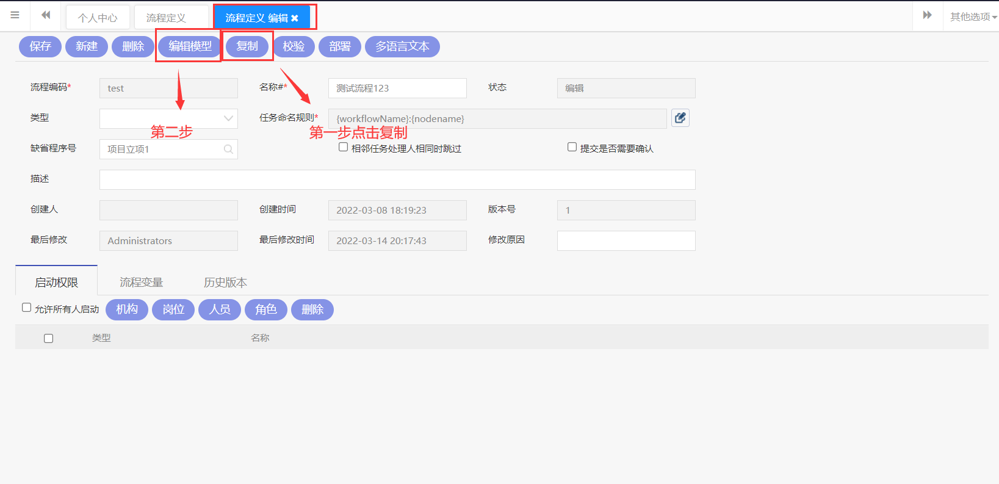 个人中心 流程定义 流程定义 编辑 其他选项
保存 新建 删除 编辑模型 复制 校验 部署 多语言文本
流程编码* test 名称#* 测试流程123 状态 编辑
类型 任务命名规则* {workflowName}:{nodename}
第二步 第一步点击复制
缺省程序号 项目立项1 相邻任务处理人相同时跳过 提交是否需要确认
描述
创建人 创建时间 2022-03-08 18:19:23 版本号 1
最后修改 Administrators 最后修改时间 2022-03-14 20:17:43 修改原因
启动权限 流程变量 历史版本
允许所有人启动 机构 岗位 人员 角色 删除
类型 名称